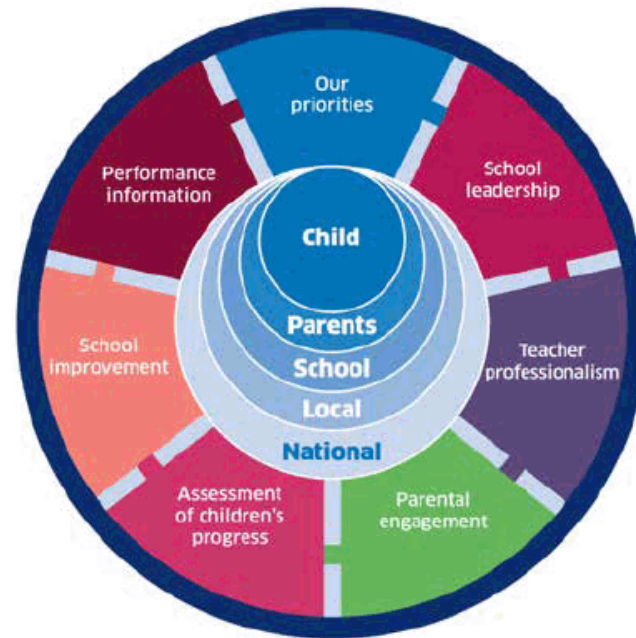 Our
priorities
School
leadership
Teacher
professionalism
Parental
engagement
Assessment
of children's
progress
School
improvement
Performance
information
Child
Parents
School
Local
National